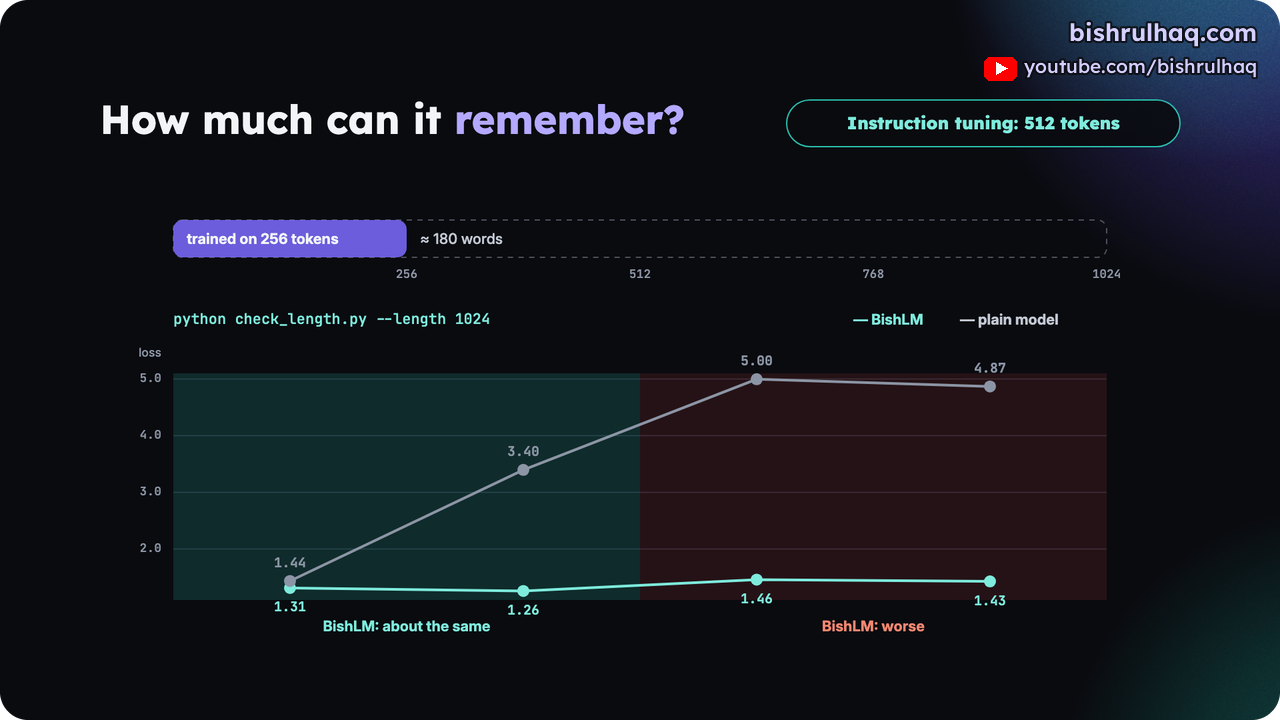 bishrulhaq.com
youtube.com/bishrulhaq
How much can it remember?
Instruction tuning: 512 tokens
trained on 256 tokens
≈ 180 words
256
512
768
1024
python check_length.py --length 1024
— BishLM
— plain model
loss
5.0
4.0
3.0
2.0
1.44
3.40
5.00
4.87
1.31
1.26
1.46
1.43
BishLM: about the same
BishLM: worse